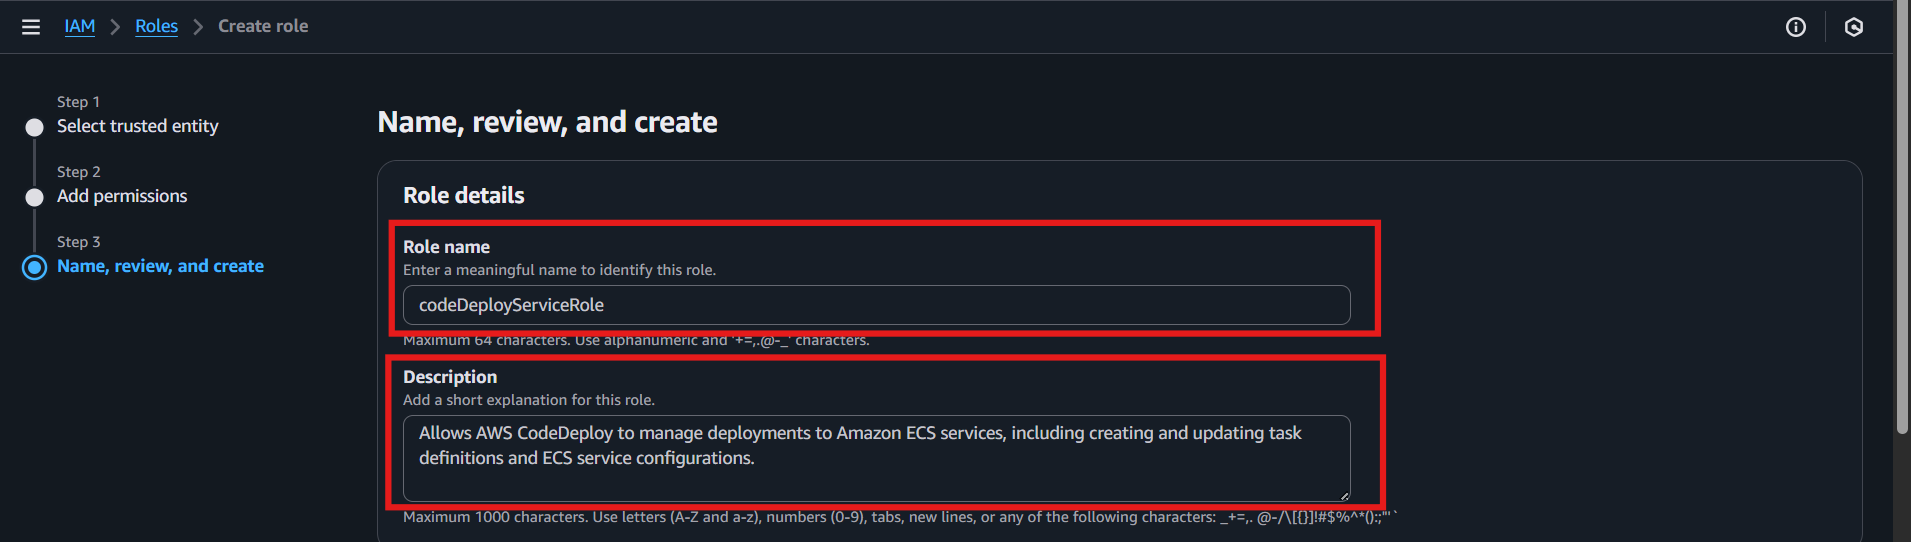 IAM > Roles > Create role
Step 1
Select trusted entity
Step 2
Add permissions
Step 3
Name, review, and create
Name, review, and create
Role details
Role name
Enter a meaningful name to identify this role.
codeDeployServiceRole
Maximum 64 characters. Use alphanumeric and '+=,.@-_' characters.
Description
Add a short explanation for this role.
Allows AWS CodeDeploy to manage deployments to Amazon ECS services, including creating and updating task
definitions and ECS service configurations.
Maximum 1000 characters. Use letters (A-Z and a-z), numbers (0-9), tabs, new lines, or any of the following characters: _+=,. @-/\[{}]!#$%^*();:"'`